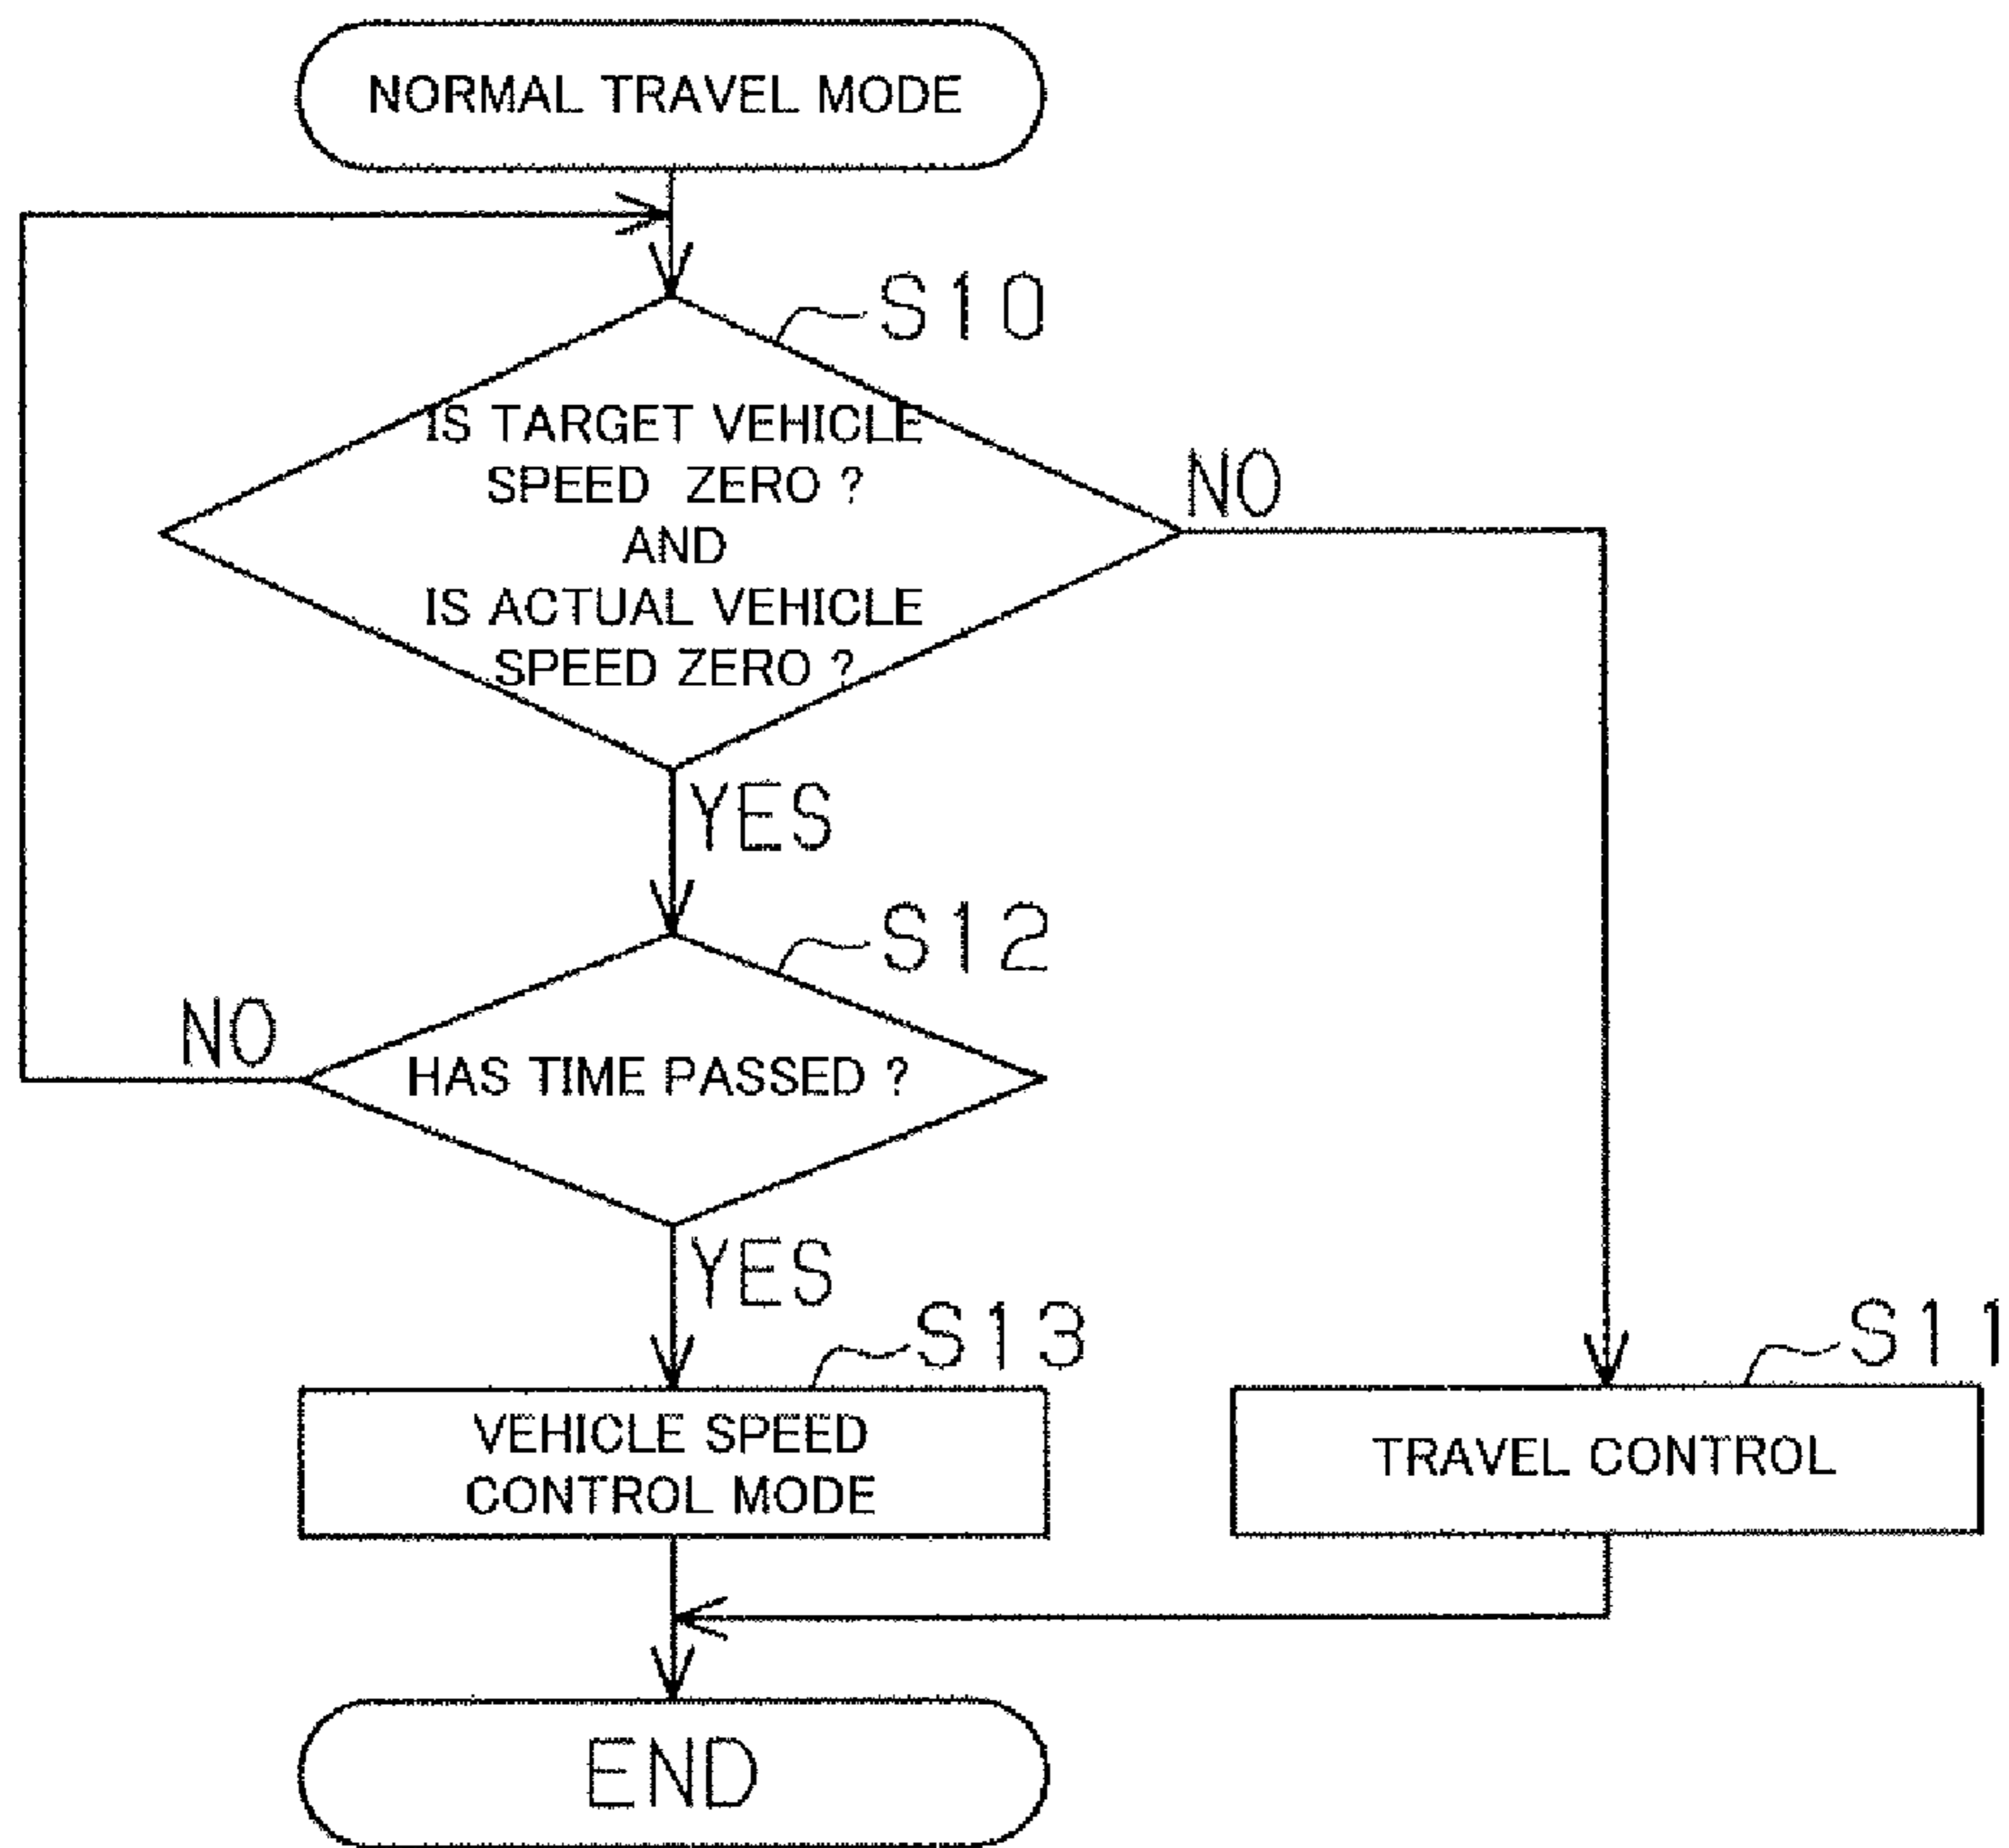 NORMAL TRAVEL MODE
S10
IS TARGET VEHICLE
SPEED ZERO ?
AND
IS ACTUAL VEHICLE
SPEED ZERO ?
NO
YES
S12
NO
HAS TIME PASSED ?
YES
S13
S11
VEHICLE SPEED
CONTROL MODE
TRAVEL CONTROL
END